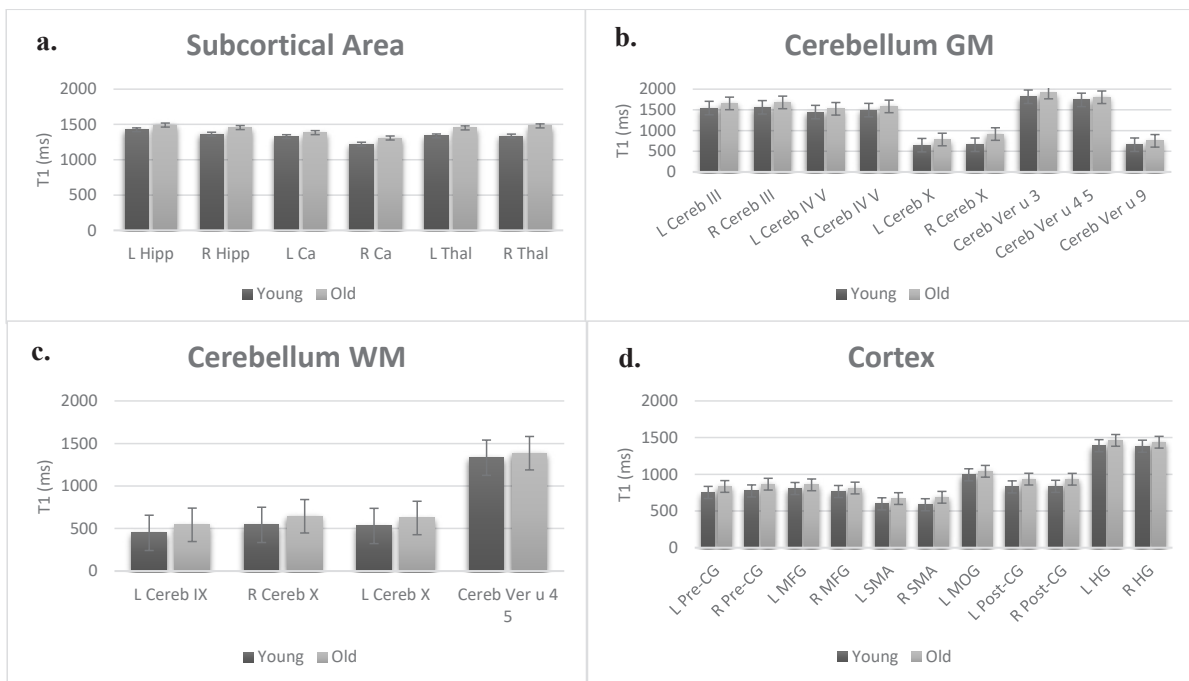 a.
Subcortical Area
T1 (ms)
2000
1500
1000
500
0
L Hipp R Hipp L Ca R Ca L Thal R Thal
Young Old
b.
Cerebellum GM
T1 (ms)
2000
1500
1000
500
0
L Cereb III R Cereb III L Cereb IV V R Cereb IV V L Cereb X R Cereb X Cereb Ver u 3 Cereb Ver u 4 5 Cereb Ver u 9
Young Old
c.
Cerebellum WM
T1 (ms)
2000
1500
1000
500
0
L Cereb IX R Cereb X L Cereb X Cereb Ver u 4
5
Young Old
d.
Cortex
T1 (ms)
2000
1500
1000
500
0
L Pre-CG R Pre-CG L MFG R MFG L SMA R SMA L MOG L Post-CG R Post-CG L HG R HG
Young Old